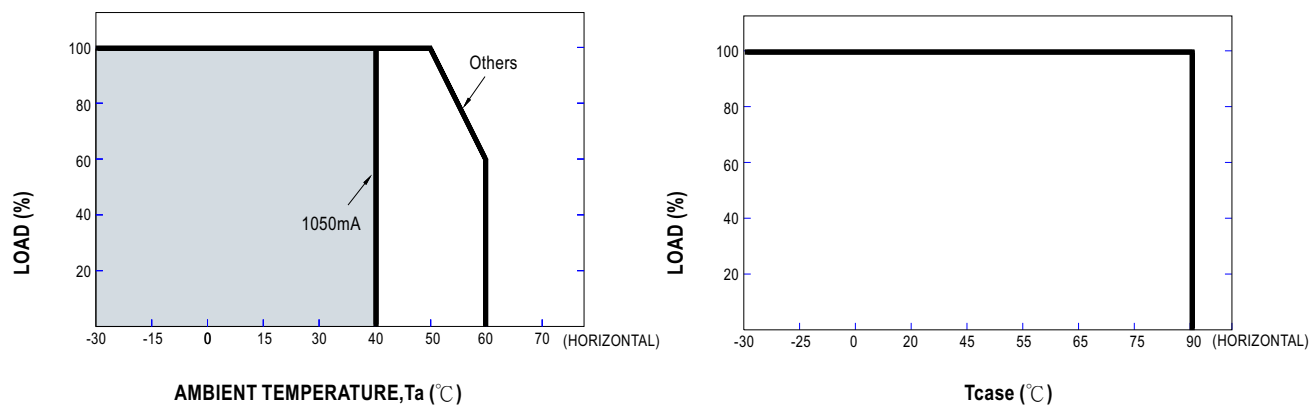 100
80
60
40
20
LOAD (%)
Others
1050mA
-30 -15 0 15 30 40 50 60 70 (HORIZONTAL)
AMBIENT TEMPERATURE,Ta (℃)
100
80
60
40
20
LOAD (%)
-30 -25 0 20 45 55 65 75 90 (HORIZONTAL)
Tcase (℃)